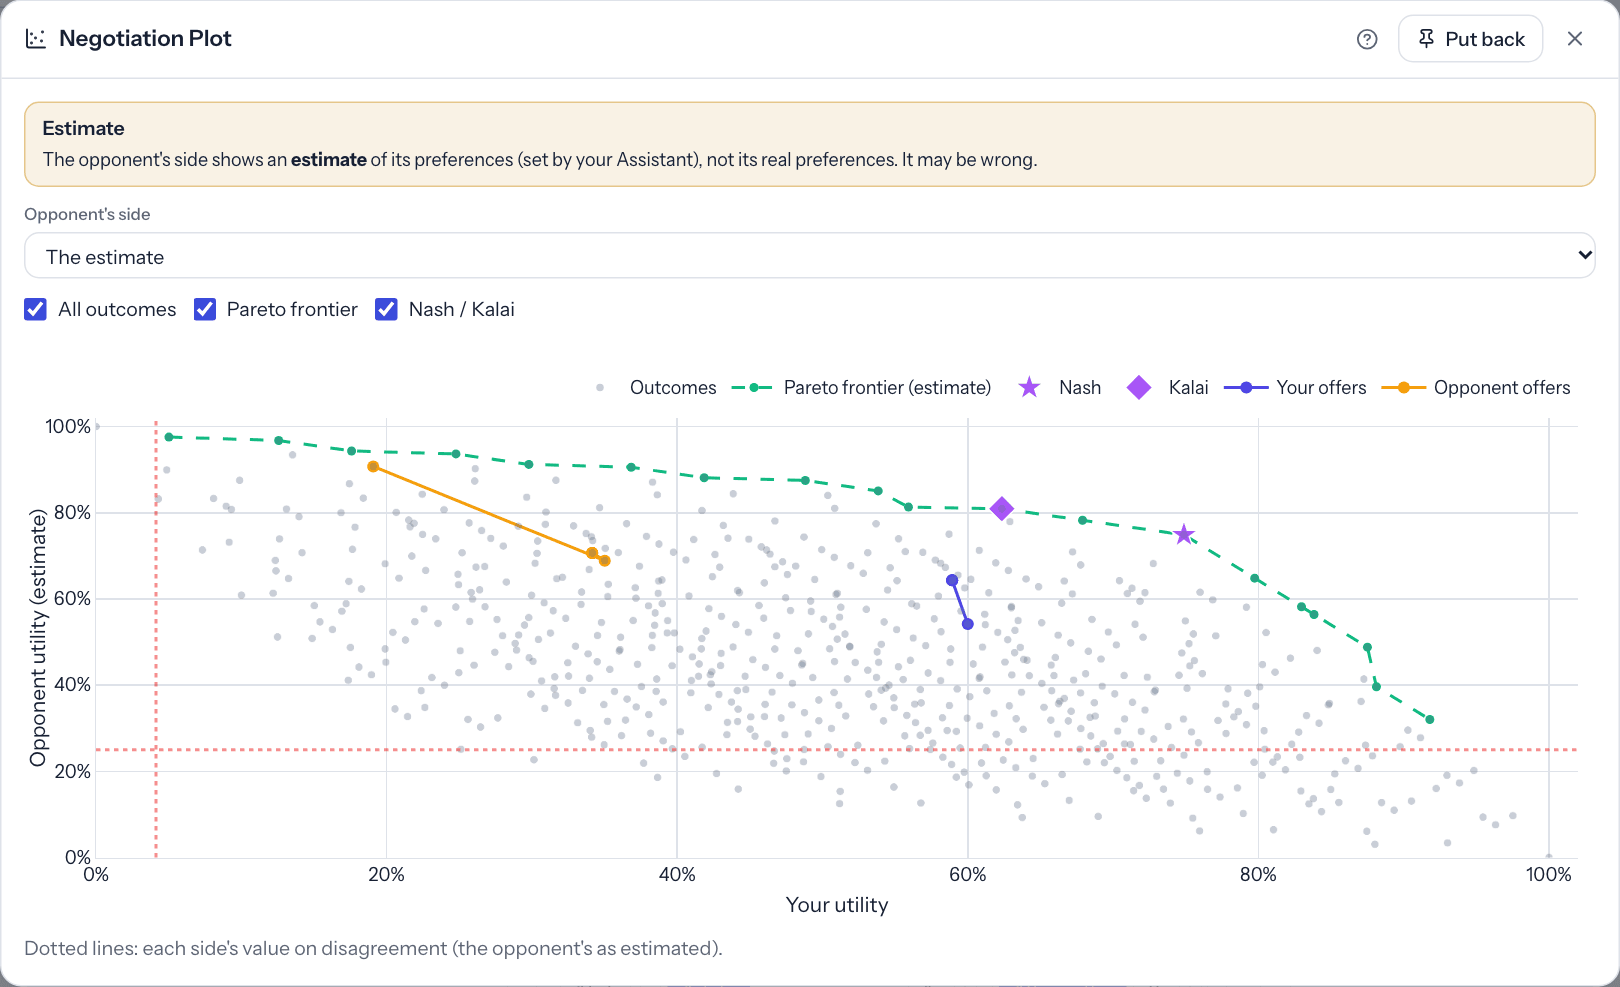 Negotiation Plot
Put back
Estimate
The opponent's side shows an estimate of its preferences (set by your Assistant), not its real preferences. It may be wrong.
Opponent's side
The estimate
All outcomes
Pareto frontier
Nash / Kalai
Outcomes
Pareto frontier (estimate)
Nash
Kalai
Your offers
Opponent offers
Opponent utility (estimate)
100%
80%
60%
40%
20%
0%
0%
20%
40%
60%
80%
100%
Your utility
Dotted lines: each side's value on disagreement (the opponent's as estimated).